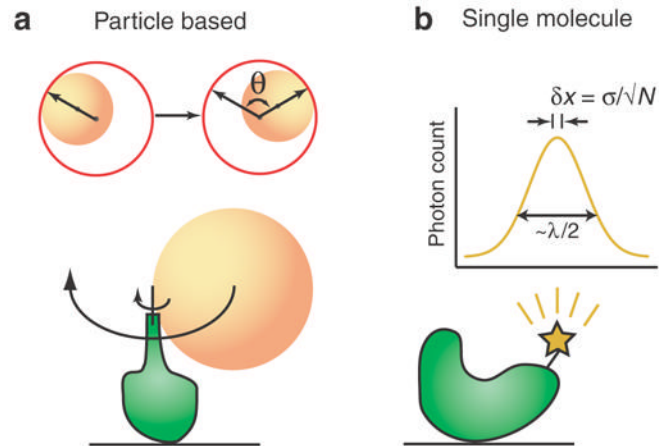 a Particle based
θ
b Single molecule
δx = σ/√N
Photon count
~λ/2